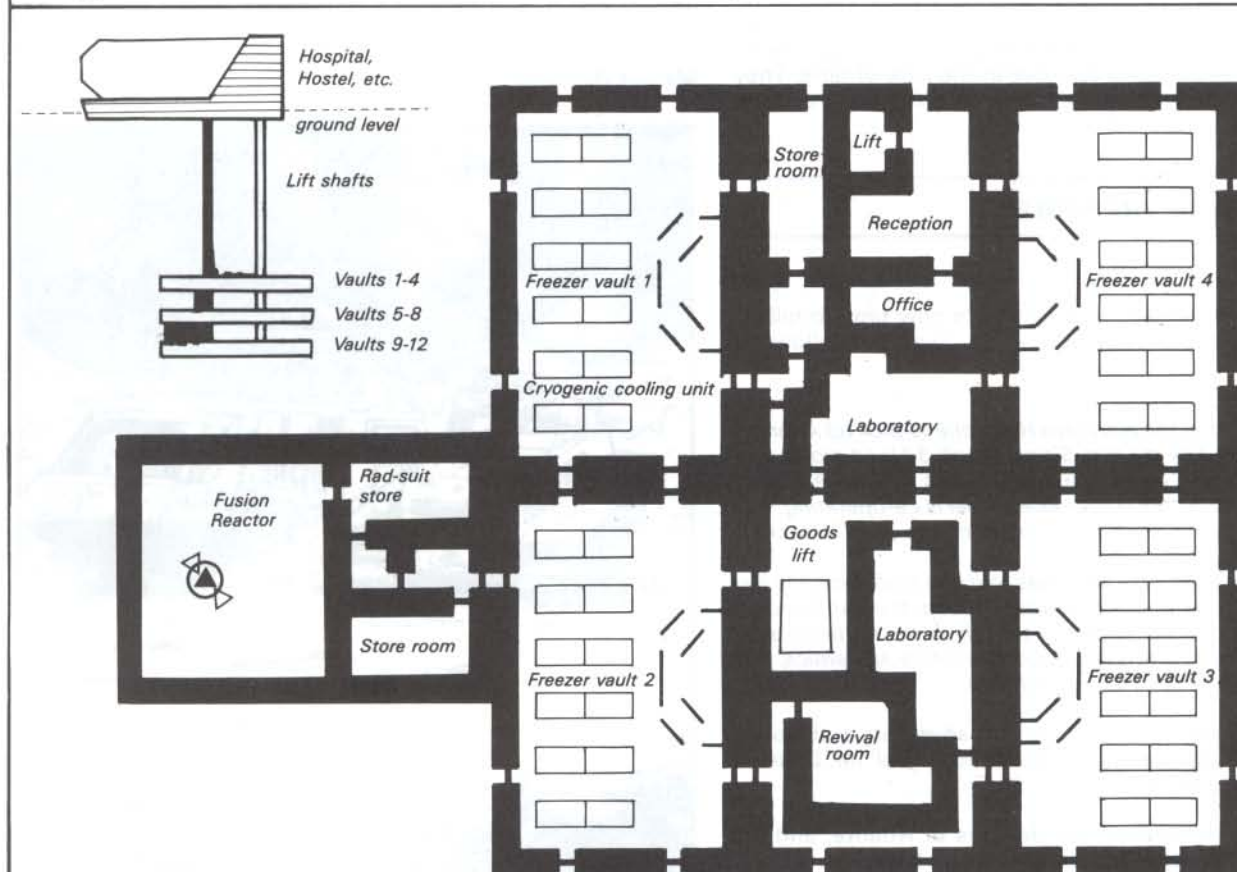 Hospital,
Hostel, etc.
ground level
Lift shafts
Vaults 1-4
Vaults 5-8
Vaults 9-12
Store
room
Lift
Reception
Freezer vault 1
Office
Freezer vault 4
Cryogenic cooling unit
Laboratory
Fusion
Reactor
Rad-suit
store
Goods
lift
Store room
Laboratory
Freezer vault 2
Freezer vault 3
Revival
room